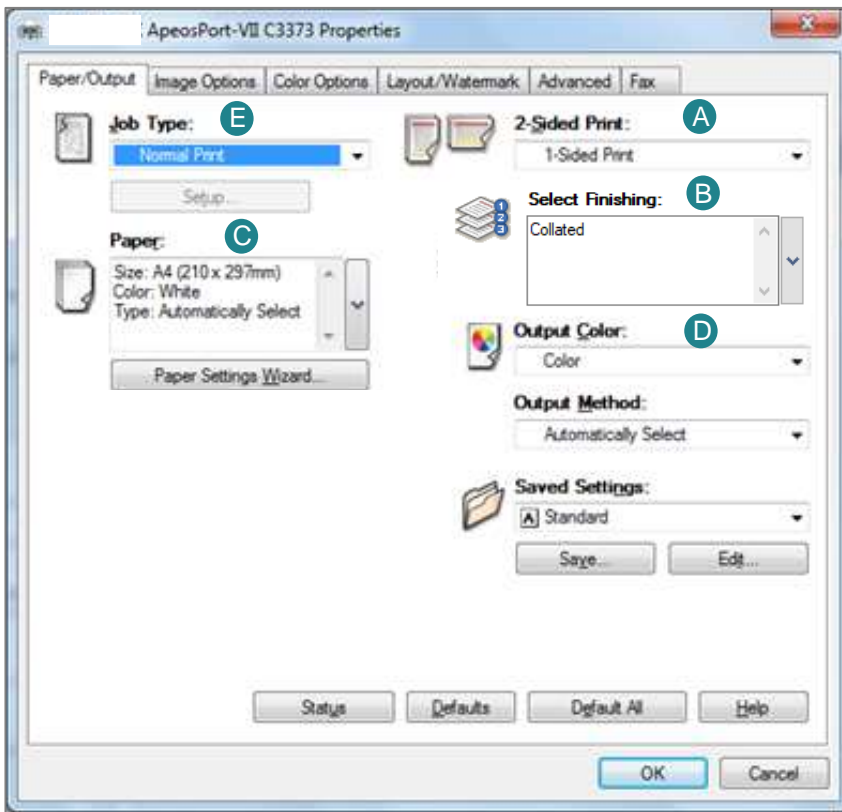 ApeosPort-VII C3373 Properties
Paper/Output
Image Options
Color Options
Layout/Watermark
Advanced
Fax
Job Type:
E
Normal Print
Setup...
Paper:
C
Size: A4 (210 x 297mm)
Color: White
Type: Automatically Select
Paper Settings Wizard...
2-Sided Print:
A
1-Sided Print
Select Finishing:
B
1
2
3
Collated
Output Color:
D
Color
Output Method:
Automatically Select
Saved Settings:
A Standard
Save...
Edit...
Status
Defaults
Default All
Help
OK
Cancel